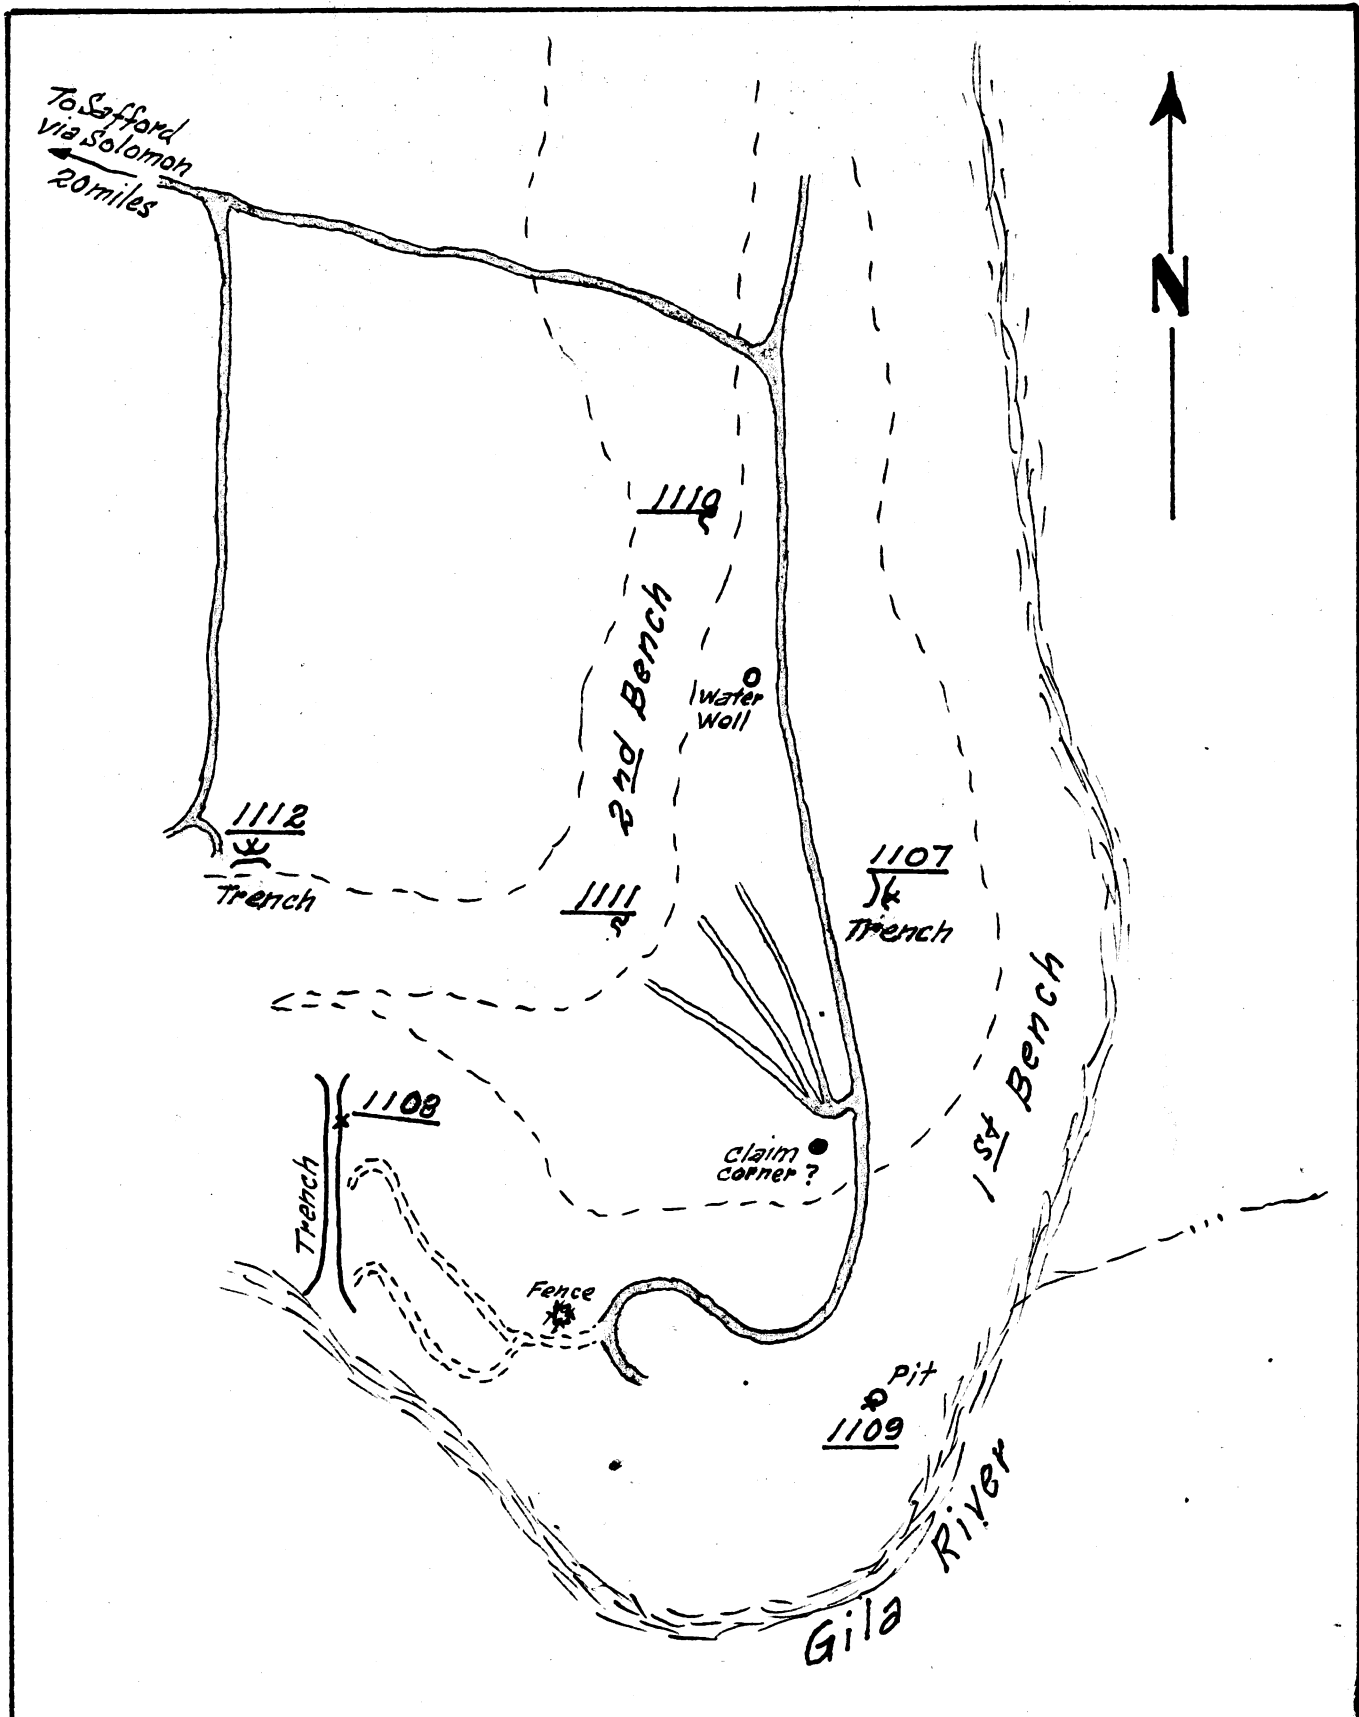 To Safford
via Solomon
20 miles
N
1110
2nd Bench
Water
Woll
1112
Trench
1111
1107
Trench
1st Bench
1108
Trench
Claim
corner ?
Fence
Pit
1109
Gila River